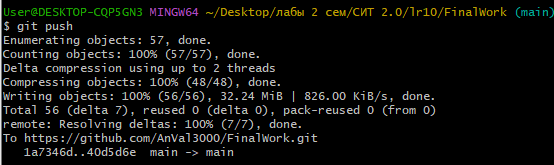 User@DESKTOP-CQP5GN3 MINGW64 ~/Desktop/лабы 2 сем/СИТ 2.0/lr10/FinalWork (main)
$ git push
Enumerating objects: 57, done.
Counting objects: 100% (57/57), done.
Delta compression using up to 2 threads
Compressing objects: 100% (48/48), done.
Writing objects: 100% (56/56), 32.24 MiB | 826.00 KiB/s, done.
Total 56 (delta 7), reused 0 (delta 0), pack-reused 0 (from 0)
remote: Resolving deltas: 100% (7/7), done.
To https://github.com/AnVal3000/FinalWork.git
   1a7346d..40d5d6e  main -> main